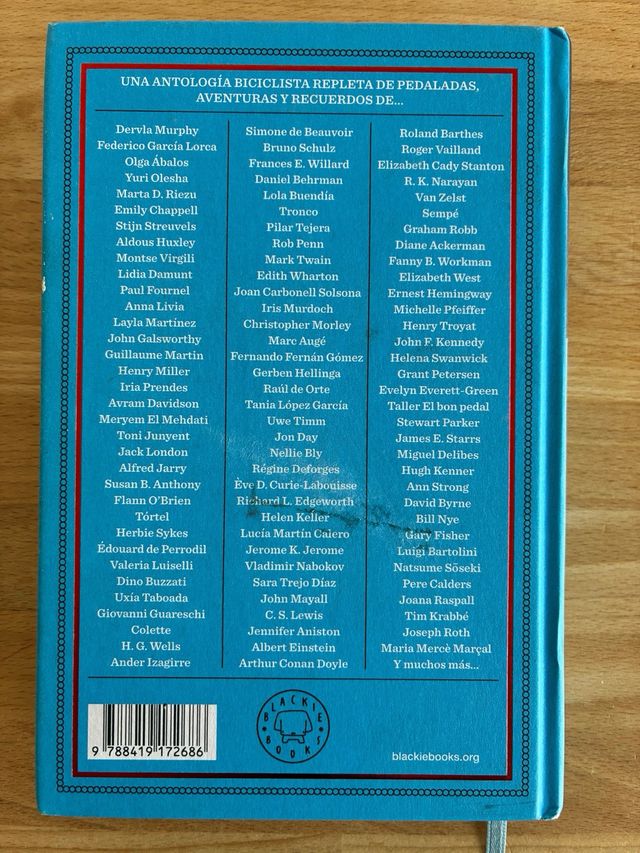 UNA ANTOLOGÍA BICICLISTA REPLETA DE PEDALADAS,
AVENTURAS Y RECUERDOS DE...
Dervla Murphy
Federico García Lorca
Olga Ábalos
Yuri Olesha
Marta D. Riezu
Emily Chappell
Stijn Streuvels
Aldous Huxley
Montse Virgili
Lidia Damunt
Paul Fournel
Anna Livia
Layla Martínez
John Galsworthy
Guillaume Martin
Henry Miller
Iria Prendes
Avram Davidson
Meryem El Mehdati
Toni Junyent
Jack London
Alfred Jarry
Susan B. Anthony
Flann O'Brien
Tórtel
Herbie Sykes
Édouard de Perrodil
Valeria Luiselli
Dino Buzzati
Uxía Taboada
Giovanni Guareschi
Colette
H. G. Wells
Ander Izagirre
Simone de Beauvoir
Bruno Schulz
Frances E. Willard
Daniel Behrman
Lola Buendía
Tronco
Pilar Tejera
Rob Penn
Mark Twain
Edith Wharton
Joan Carbonell Solsona
Iris Murdoch
Christopher Morley
Marc Augé
Fernando Fernán Gómez
Gerben Hellinga
Raúl de Orte
Tania López García
Uwe Timm
Jon Day
Nellie Bly
Régine Deforges
Ève D. Curie-Labouisse
Richard L. Edgeworth
Helen Keller
Lucía Martín Calero
Jerome K. Jerome
Vladimir Nabokov
Sara Trejo Díaz
John Mayall
C. S. Lewis
Jennifer Aniston
Albert Einstein
Arthur Conan Doyle
Roland Barthes
Roger Vailland
Elizabeth Cady Stanton
R. K. Narayan
Van Zelst
Sempé
Graham Robb
Diane Ackerman
Fanny B. Workman
Elizabeth West
Ernest Hemingway
Michelle Pfeiffer
Henry Troyat
John F. Kennedy
Helena Swanwick
Grant Petersen
Evelyn Everett-Green
Taller El bon pedal
Stewart Parker
James E. Starrs
Miguel Delibes
Hugh Kenner
Ann Strong
David Byrne
Bill Nye
Gary Fisher
Luigi Bartolini
Natsume Sōseki
Pere Calders
Joana Raspall
Tim Krabbé
Joseph Roth
Maria Mercè Marçal
Y muchos más...
9 788419 172686
BLACKIE BOOKS
blackiebooks.org